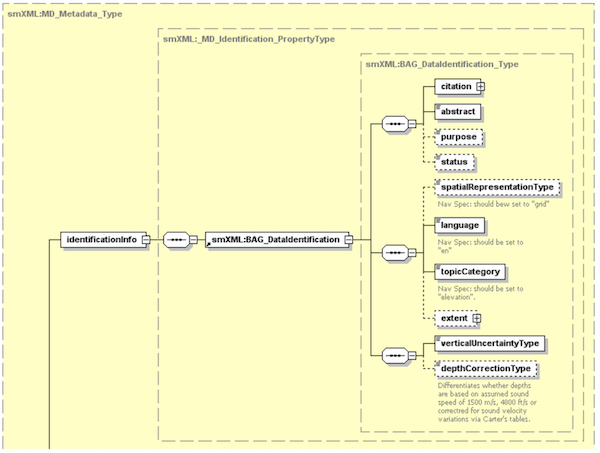 smXML:MD_Metadata_Type
smXML:_MD_Identification_PropertyType
smXML:BAG_DataIdentification_Type
citation
abstract
purpose
status
spatialRepresentationType
Nav Spec: should bew set to "grid"
language
Nav Spec: should be set to
"en"
identificationInfo
smXML:BAG_DataIdentification
topicCategory
Nav Spec: should be set to
"elevation".
extent
verticalUncertaintyType
depthCorrectionType
Differentiates whether depths
are based on assumed sound
speed of 1500 m/s, 4800 ft/s or
correctred for sound velocity
variations via Carter's tables.